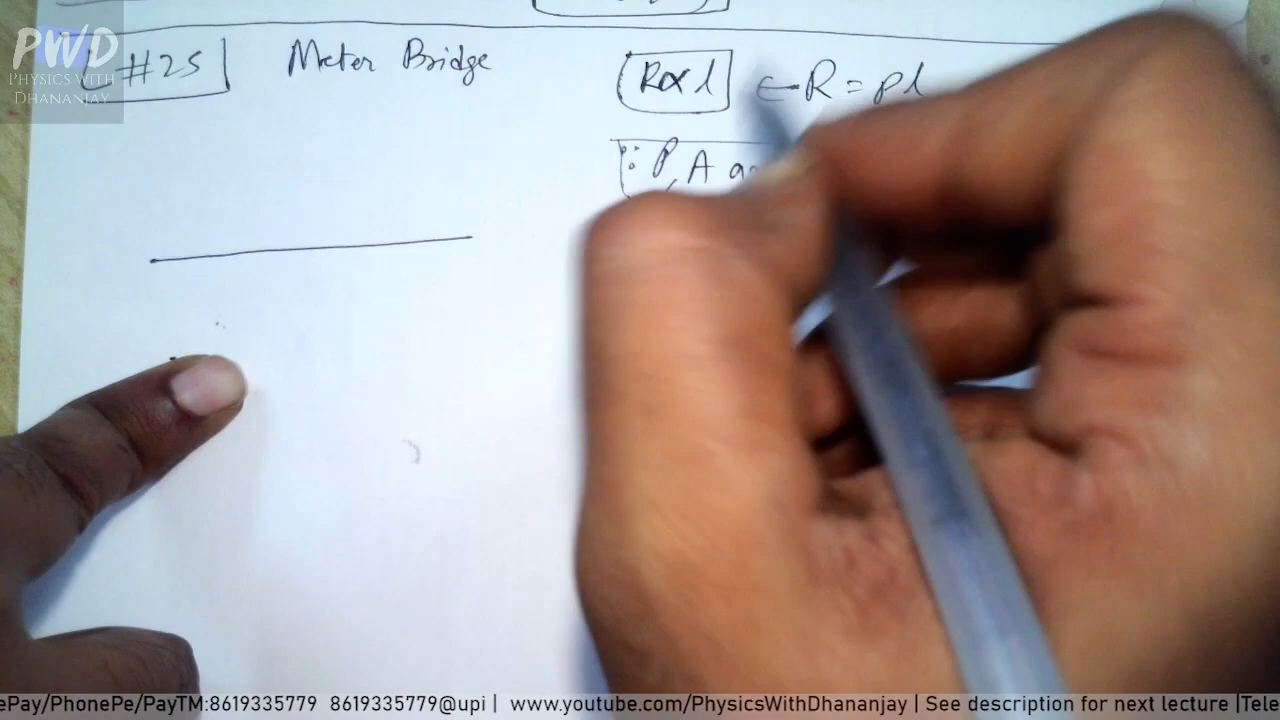 PWD
PHYSICS WITH
DHANANJAY
#25
Meter Bridge
R∝l ← R = ρl
∵ ρ, A
ePay/PhonePe/PayTM:8619335779 8619335779@upi | www.youtube.com/PhysicsWithDhananjay | See description for next lecture |Tele